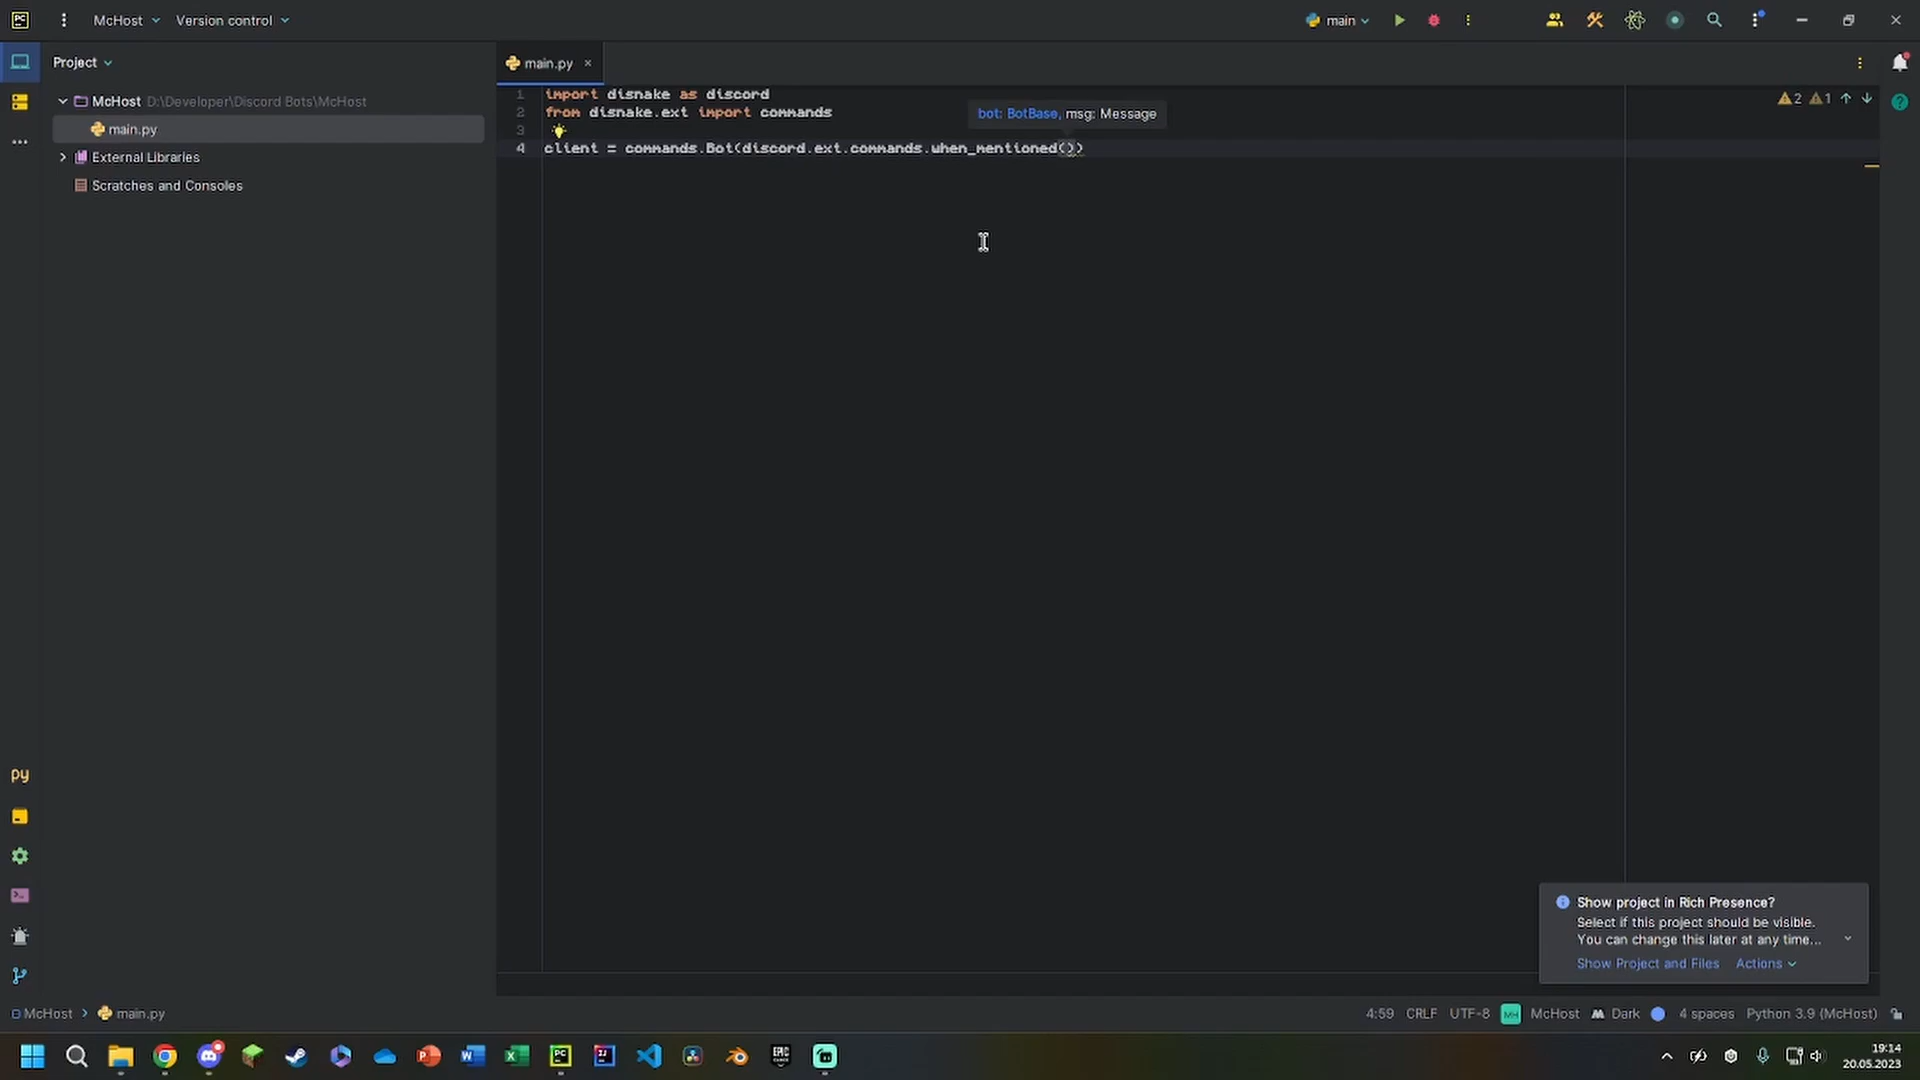 PC
McHost
Version control
main
Project
main.py
McHost D:\Developer\Discord Bots\McHost
main.py
External Libraries
Scratches and Consoles
1 import disnake as discord
2 from disnake.ext import commands
bot: BotBase, msg: Message
3
4 client = commands.Bot(discord.ext.commands.when_mentioned())
2 1
py
Show project in Rich Presence?
Select if this project should be visible.
You can change this later at any time...
Show Project and Files Actions
McHost > main.py
4:59 CRLF UTF-8 MH McHost Dark 4 spaces Python 3.9 (McHost)
19:14
20.05.2023